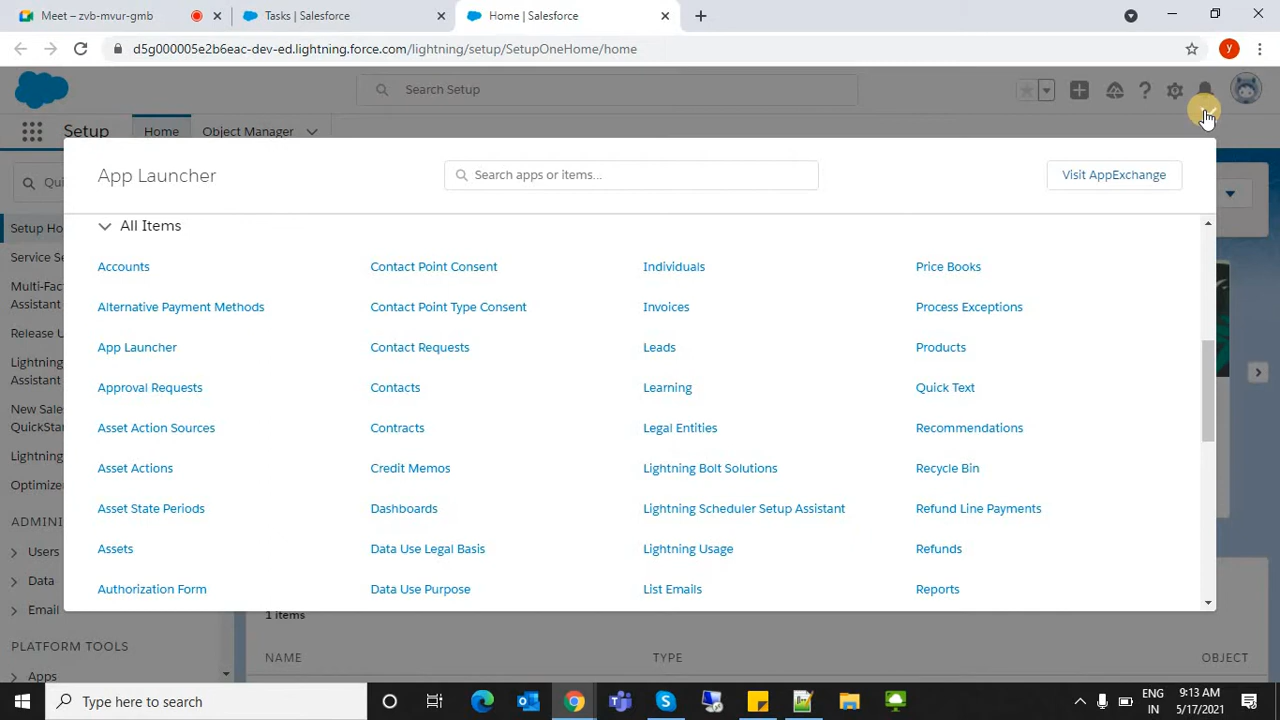 Meet – zvb-mvur-gmb
Tasks | Salesforce
Home | Salesforce
d5g000005e2b6eac-dev-ed.lightning.force.com/lightning/setup/SetupOneHome/home
y
Search Setup
Setup
Home
Object Manager
App Launcher
Search apps or items...
Visit AppExchange
All Items
Accounts
Contact Point Consent
Individuals
Price Books
Alternative Payment Methods
Contact Point Type Consent
Invoices
Process Exceptions
App Launcher
Contact Requests
Leads
Products
Approval Requests
Contacts
Learning
Quick Text
Asset Action Sources
Contracts
Legal Entities
Recommendations
Asset Actions
Credit Memos
Lightning Bolt Solutions
Recycle Bin
Asset State Periods
Dashboards
Lightning Scheduler Setup Assistant
Refund Line Payments
Assets
Data Use Legal Basis
Lightning Usage
Refunds
Authorization Form
Data Use Purpose
List Emails
Reports
Qui
Setup Ho
Service Se
Multi-Fac
Assistant
Release U
Lightning
Assistant
New Sales
QuickStar
Lightning
Optimizer
ADMINI
Users
Data
Email
PLATFORM TOOLS
Apps
1 items
NAME
TYPE
OBJECT
Type here to search
ENG
IN
9:13 AM
5/17/2021